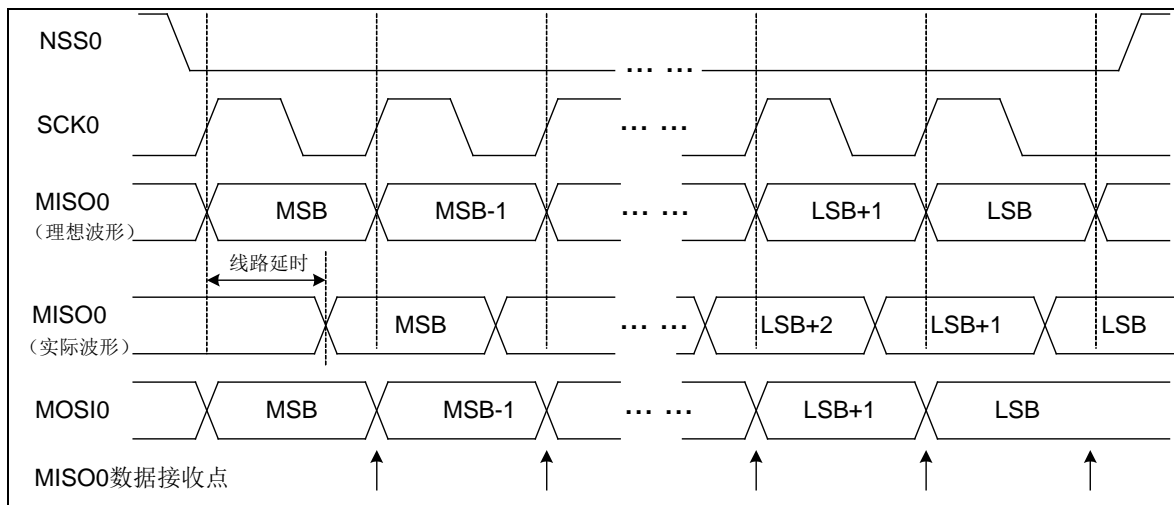 NSS0
... ...
SCK0
... ...
MISO0 MSB MSB-1 ... ... LSB+1 LSB
（理想波形）
线路延时
MISO0 MSB ... ... LSB+2 LSB+1 LSB
（实际波形）
MOSI0 MSB MSB-1 ... ... LSB+1 LSB
MISO0数据接收点